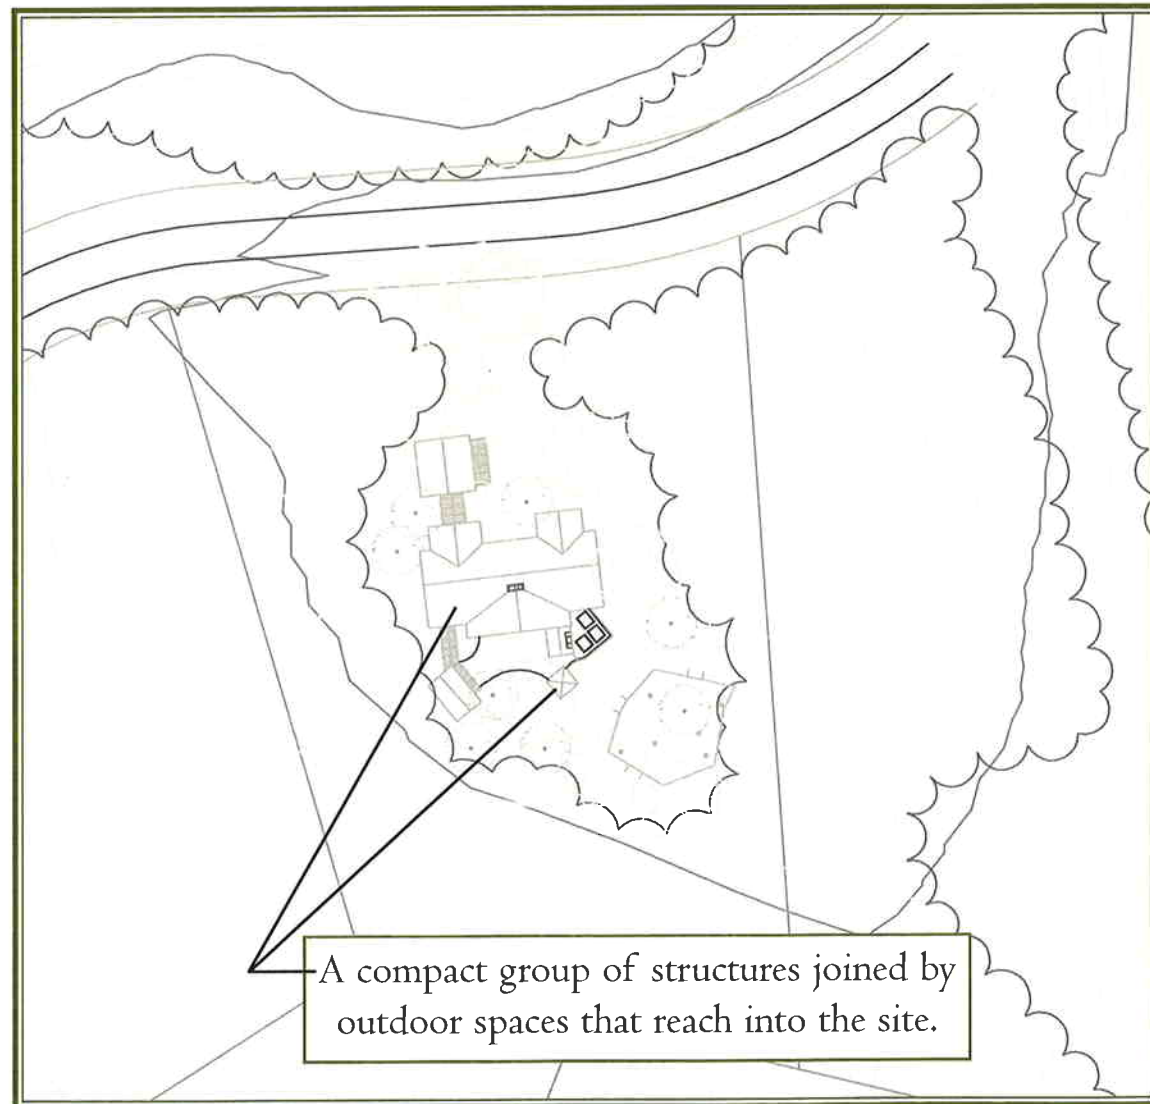 A compact group of structures joined by
outdoor spaces that reach into the site.